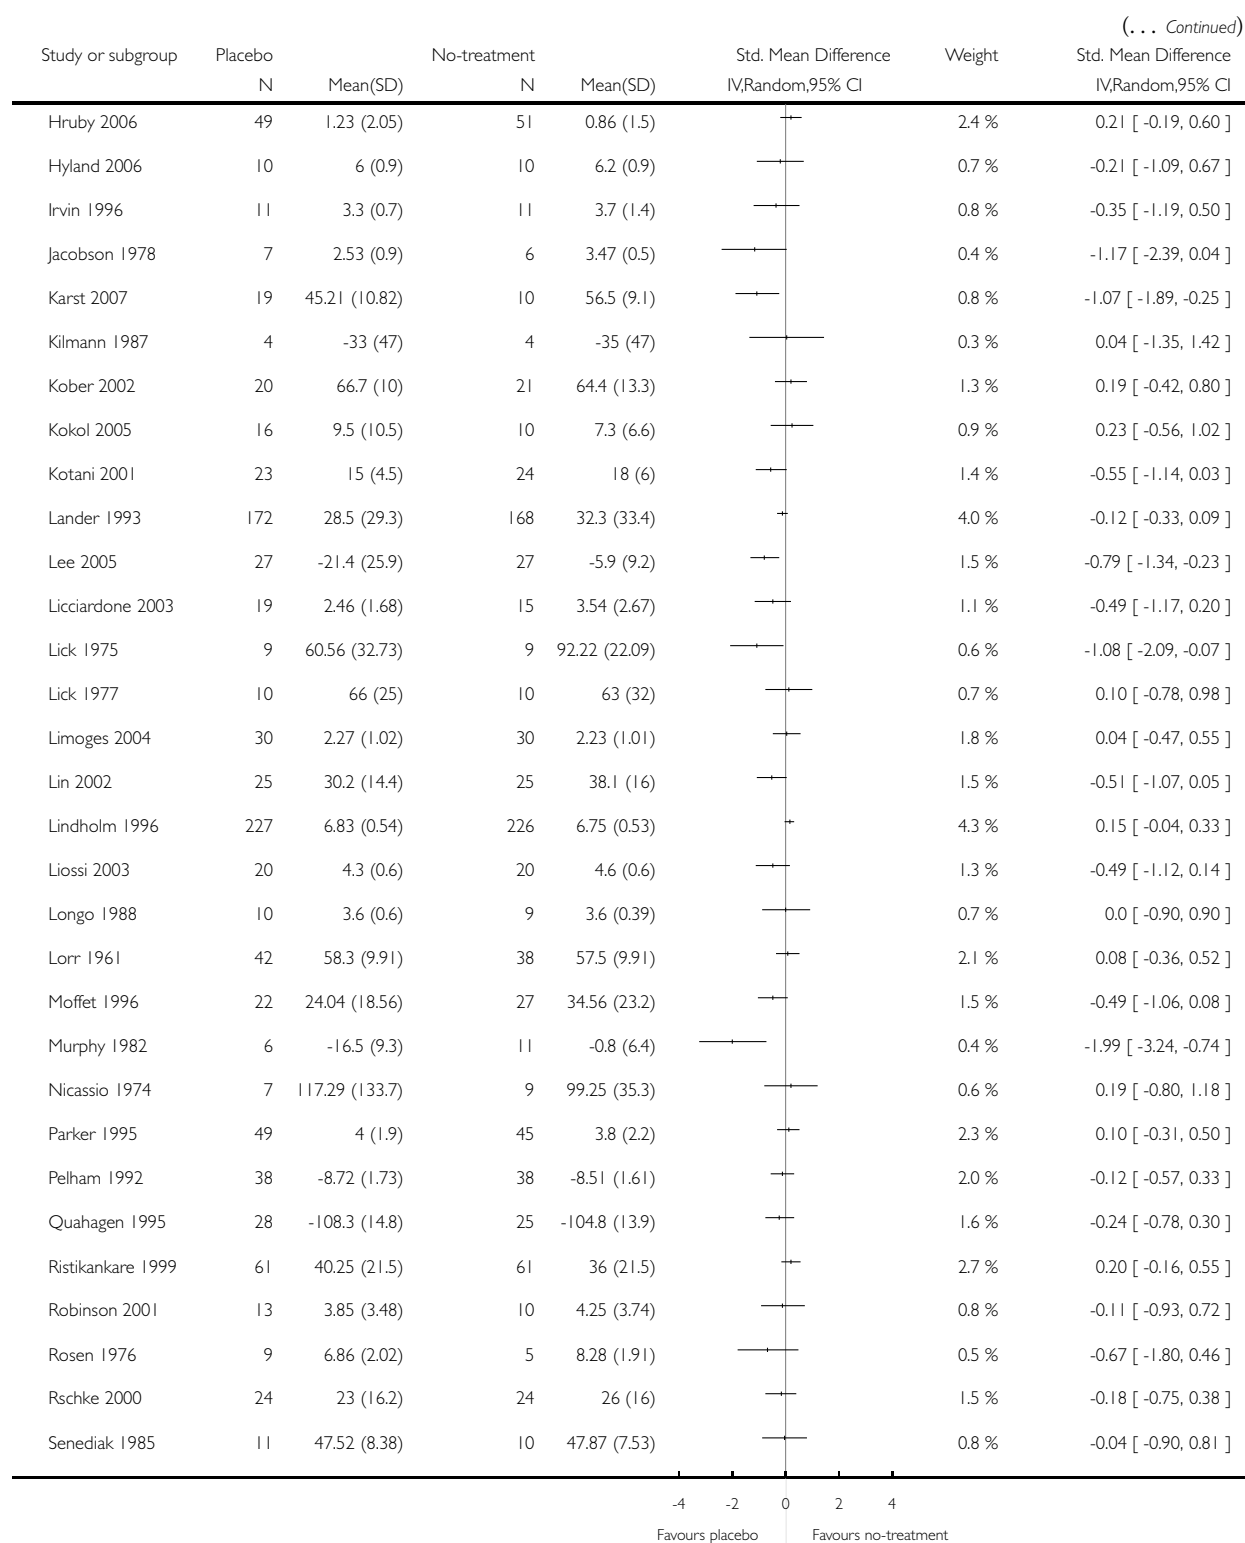 (... Continued)
Study or subgroup Placebo No-treatment Std. Mean Difference Weight Std. Mean Difference
N Mean(SD) N Mean(SD) IV,Random,95% CI IV,Random,95% CI
Hruby 2006 49 1.23 (2.05) 51 0.86 (1.5) 2.4 % 0.21 [ -0.19, 0.60 ]
Hyland 2006 10 6 (0.9) 10 6.2 (0.9) 0.7 % -0.21 [ -1.09, 0.67 ]
Irvin 1996 11 3.3 (0.7) 11 3.7 (1.4) 0.8 % -0.35 [ -1.19, 0.50 ]
Jacobson 1978 7 2.53 (0.9) 6 3.47 (0.5) 0.4 % -1.17 [ -2.39, 0.04 ]
Karst 2007 19 45.21 (10.82) 10 56.5 (9.1) 0.8 % -1.07 [ -1.89, -0.25 ]
Kilmann 1987 4 -33 (47) 4 -35 (47) 0.3 % 0.04 [ -1.35, 1.42 ]
Kober 2002 20 66.7 (10) 21 64.4 (13.3) 1.3 % 0.19 [ -0.42, 0.80 ]
Kokol 2005 16 9.5 (10.5) 10 7.3 (6.6) 0.9 % 0.23 [ -0.56, 1.02 ]
Kotani 2001 23 15 (4.5) 24 18 (6) 1.4 % -0.55 [ -1.14, 0.03 ]
Lander 1993 172 28.5 (29.3) 168 32.3 (33.4) 4.0 % -0.12 [ -0.33, 0.09 ]
Lee 2005 27 -21.4 (25.9) 27 -5.9 (9.2) 1.5 % -0.79 [ -1.34, -0.23 ]
Licciardone 2003 19 2.46 (1.68) 15 3.54 (2.67) 1.1 % -0.49 [ -1.17, 0.20 ]
Lick 1975 9 60.56 (32.73) 9 92.22 (22.09) 0.6 % -1.08 [ -2.09, -0.07 ]
Lick 1977 10 66 (25) 10 63 (32) 0.7 % 0.10 [ -0.78, 0.98 ]
Limoges 2004 30 2.27 (1.02) 30 2.23 (1.01) 1.8 % 0.04 [ -0.47, 0.55 ]
Lin 2002 25 30.2 (14.4) 25 38.1 (16) 1.5 % -0.51 [ -1.07, 0.05 ]
Lindholm 1996 227 6.83 (0.54) 226 6.75 (0.53) 4.3 % 0.15 [ -0.04, 0.33 ]
Liossi 2003 20 4.3 (0.6) 20 4.6 (0.6) 1.3 % -0.49 [ -1.12, 0.14 ]
Longo 1988 10 3.6 (0.6) 9 3.6 (0.39) 0.7 % 0.0 [ -0.90, 0.90 ]
Lorr 1961 42 58.3 (9.91) 38 57.5 (9.91) 2.1 % 0.08 [ -0.36, 0.52 ]
Moffet 1996 22 24.04 (18.56) 27 34.56 (23.2) 1.5 % -0.49 [ -1.06, 0.08 ]
Murphy 1982 6 -16.5 (9.3) 11 -0.8 (6.4) 0.4 % -1.99 [ -3.24, -0.74 ]
Nicassio 1974 7 117.29 (133.7) 9 99.25 (35.3) 0.6 % 0.19 [ -0.80, 1.18 ]
Parker 1995 49 4 (1.9) 45 3.8 (2.2) 2.3 % 0.10 [ -0.31, 0.50 ]
Pelham 1992 38 -8.72 (1.73) 38 -8.51 (1.61) 2.0 % -0.12 [ -0.57, 0.33 ]
Quahagen 1995 28 -108.3 (14.8) 25 -104.8 (13.9) 1.6 % -0.24 [ -0.78, 0.30 ]
Ristikankare 1999 61 40.25 (21.5) 61 36 (21.5) 2.7 % 0.20 [ -0.16, 0.55 ]
Robinson 2001 13 3.85 (3.48) 10 4.25 (3.74) 0.8 % -0.11 [ -0.93, 0.72 ]
Rosen 1976 9 6.86 (2.02) 5 8.28 (1.91) 0.5 % -0.67 [ -1.80, 0.46 ]
Rschke 2000 24 23 (16.2) 24 26 (16) 1.5 % -0.18 [ -0.75, 0.38 ]
Senediak 1985 11 47.52 (8.38) 10 47.87 (7.53) 0.8 % -0.04 [ -0.90, 0.81 ]
-4 -2 0 2 4
Favours placebo Favours no-treatment